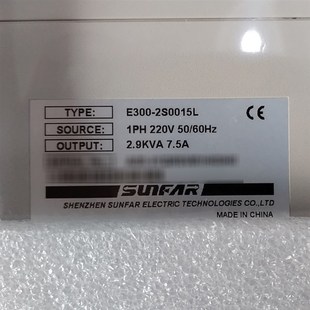 TYPE: E300-2S0015L CE
SOURCE: 1PH 220V 50/60Hz
OUTPUT: 2.9KVA 7.5A
SUNFAR
SHENZHEN SUNFAR ELECTRIC TECHNOLOGIES CO.,LTD
MADE IN CHINA